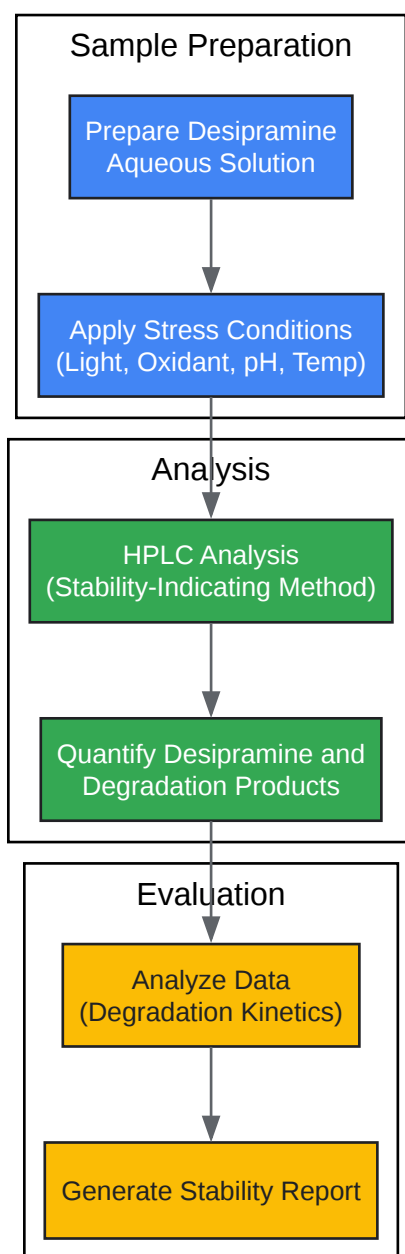 Sample Preparation
Prepare Desipramine
Aqueous Solution
Apply Stress Conditions
(Light, Oxidant, pH, Temp)
Analysis
HPLC Analysis
(Stability-Indicating Method)
Quantify Desipramine and
Degradation Products
Evaluation
Analyze Data
(Degradation Kinetics)
Generate Stability Report